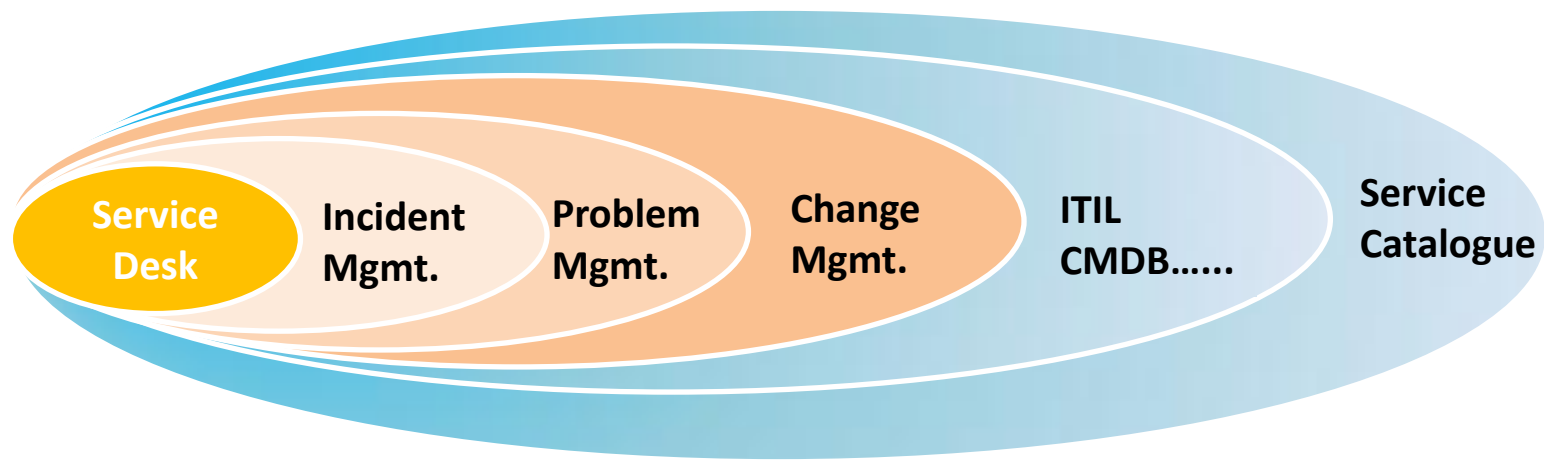 Service
Desk
Incident
Mgmt.
Problem
Mgmt.
Change
Mgmt.
ITIL
CMDB…...
Service
Catalogue